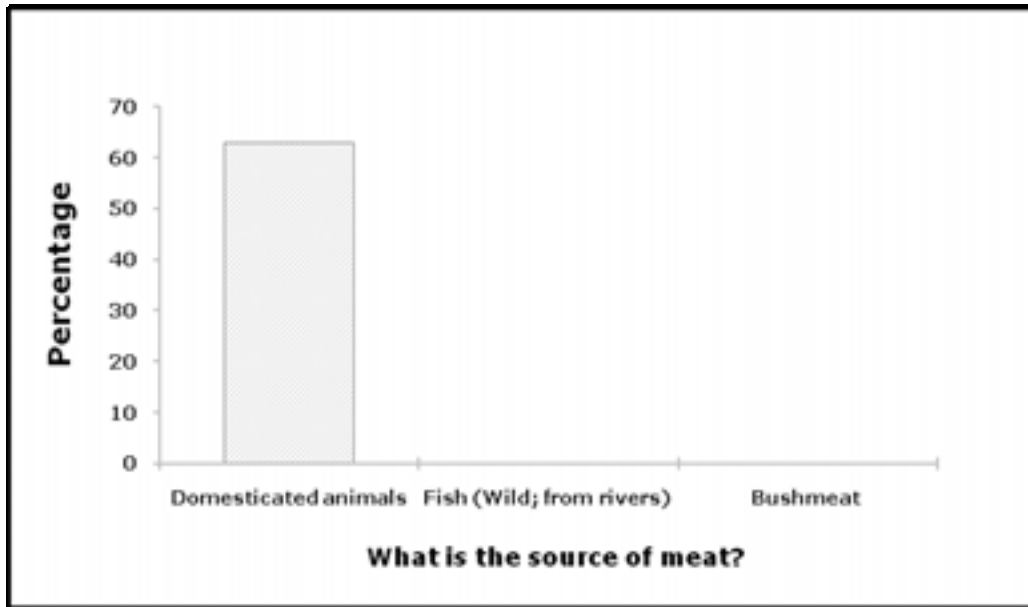 Percentage
70
60
50
40
30
20
10
0
Domesticated animals Fish (Wild; from rivers) Bushmeat
What is the source of meat?